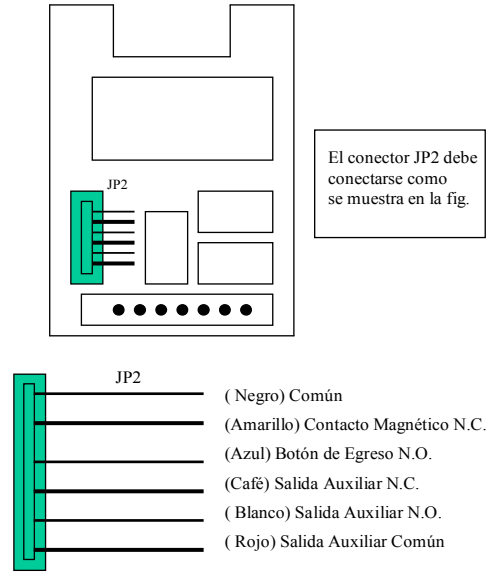 JP2
El conector JP2 debe
conectarse como
se muestra en la fig.
JP2
( Negro) Común
(Amarillo) Contacto Magnético N.C.
(Azul) Botón de Egreso N.O.
(Café) Salida Auxiliar N.C.
( Blanco) Salida Auxiliar N.O.
( Rojo) Salida Auxiliar Común